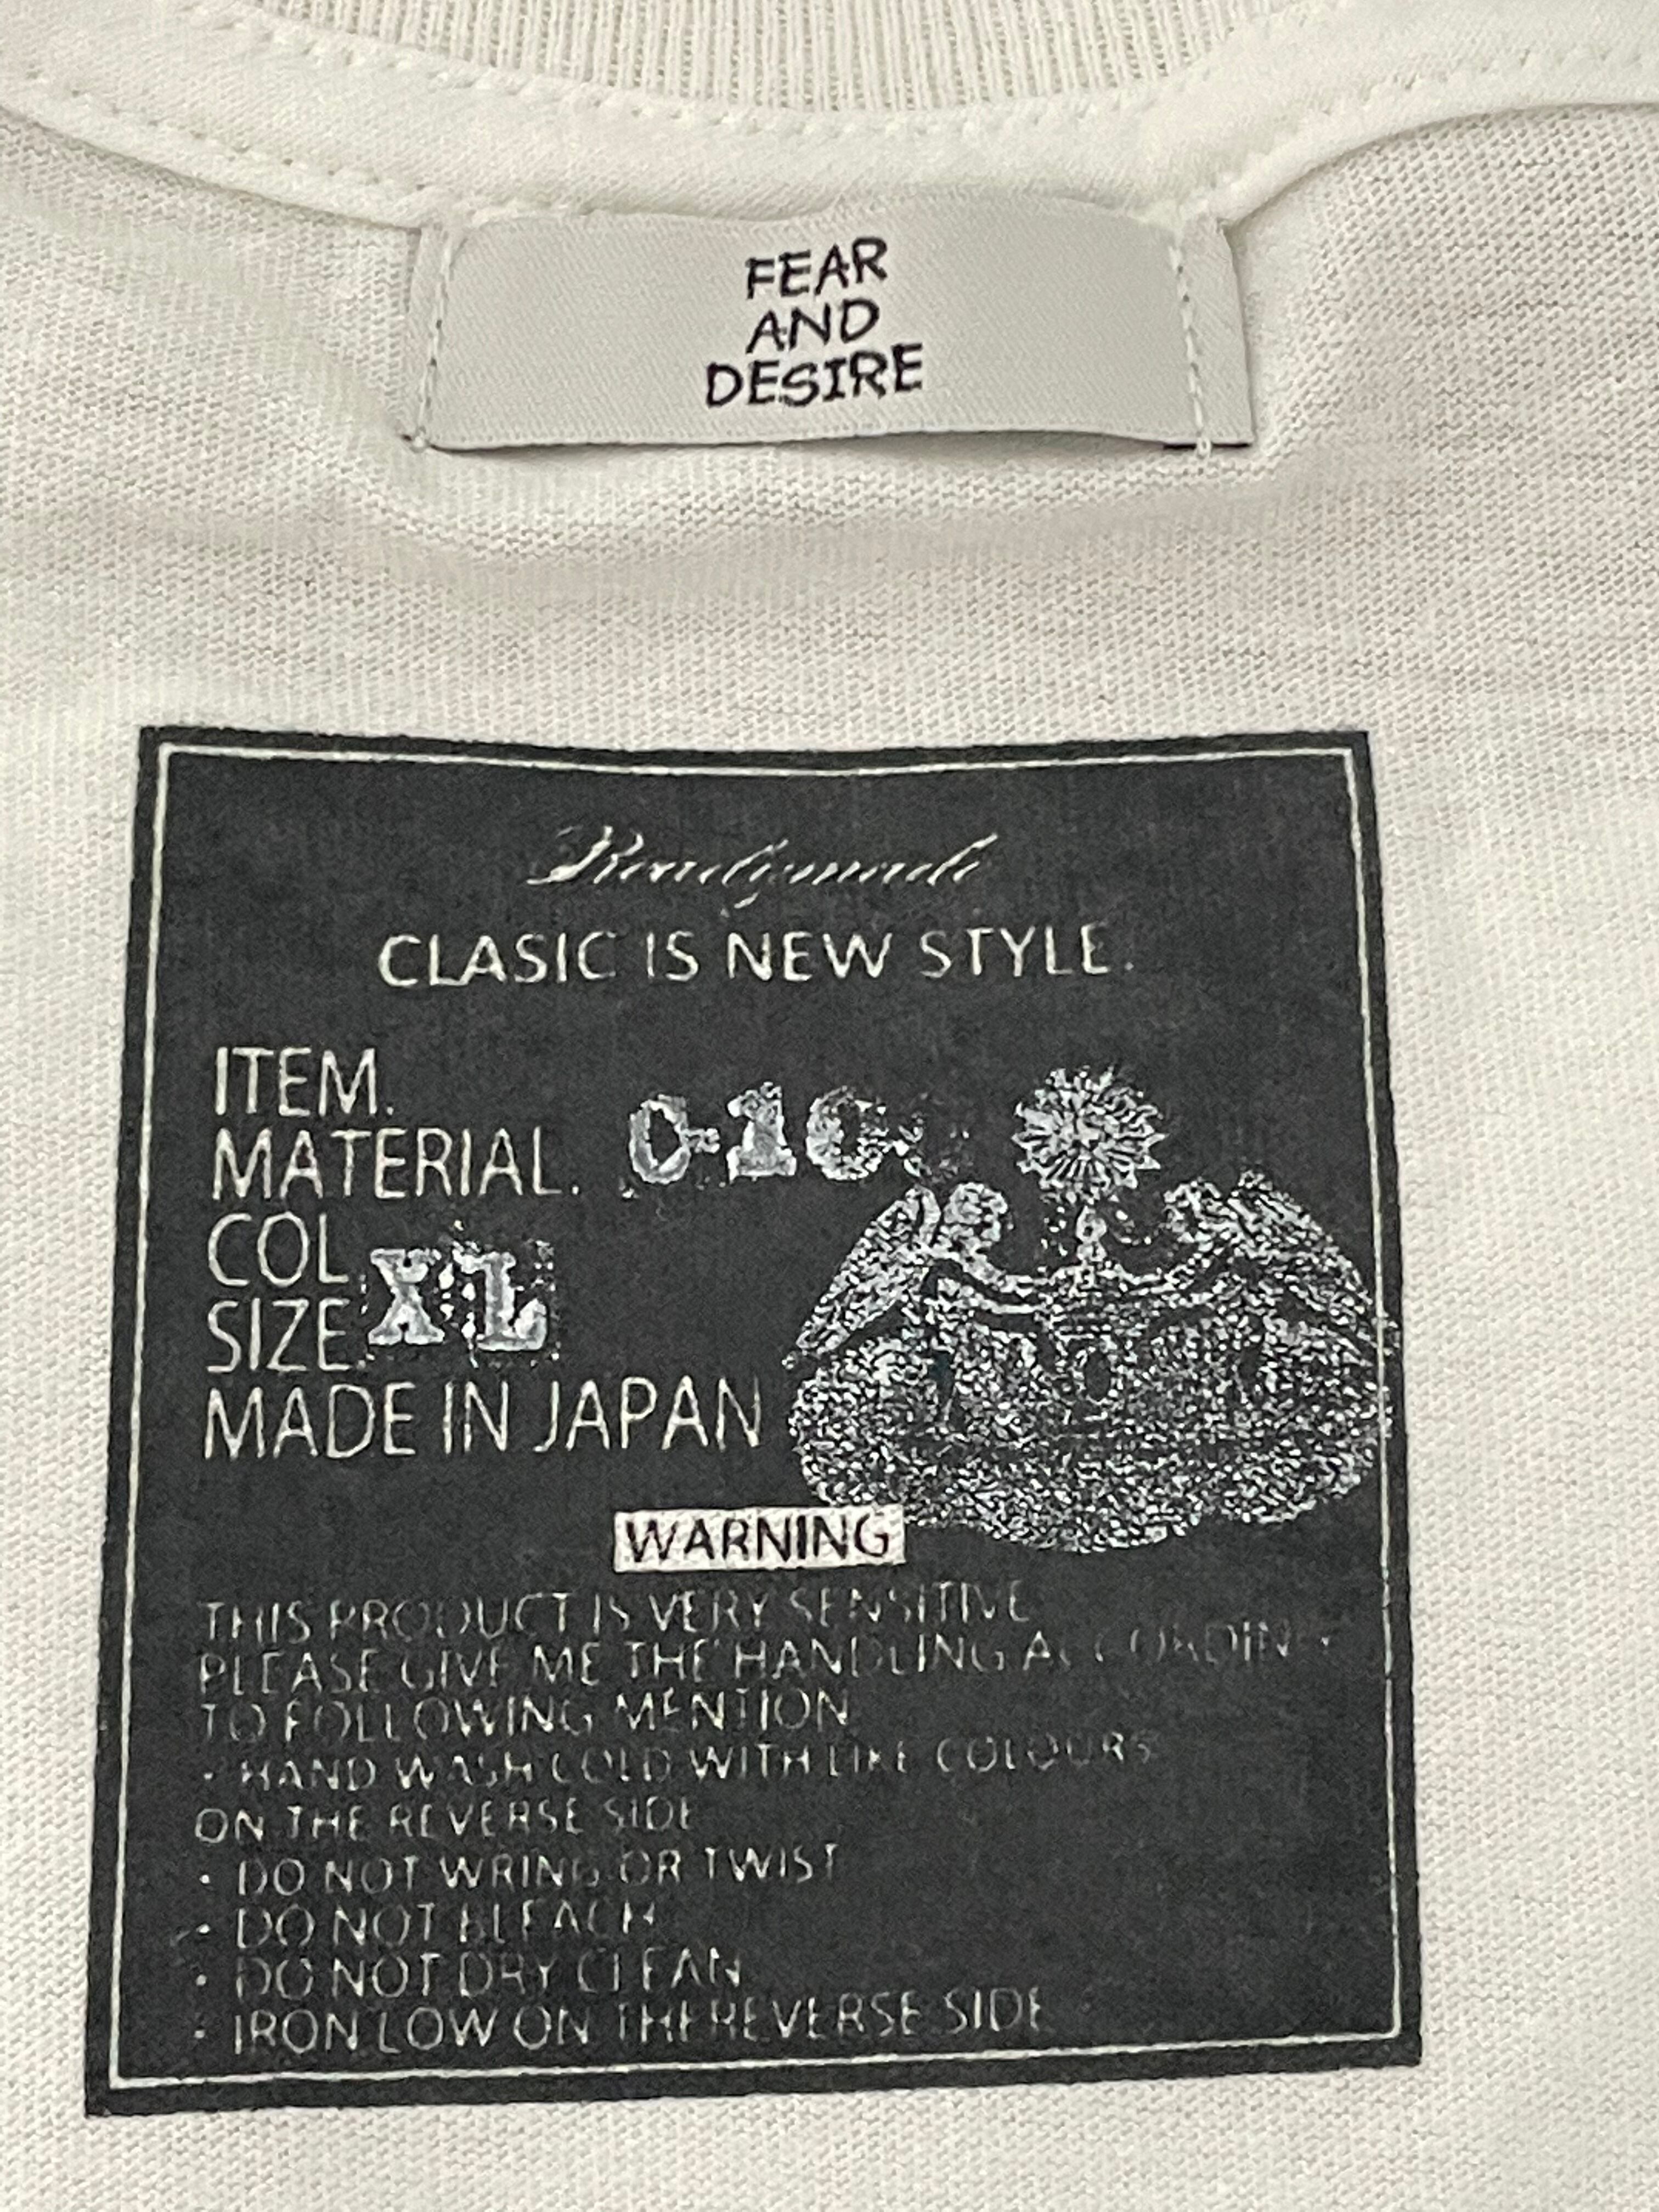 FEAR
AND
DESIRE
Readymade
CLASIC IS NEW STYLE.
ITEM.
MATERIAL. C-10
COL.
SIZE. XL
MADE IN JAPAN
WARNING
THIS PRODUCT IS VERY SENSITIVE
PLEASE GIVE ME THE HANDLING ACCORDING
TO FOLLOWING MENTION
· HAND WASH COLD WITH LIKE COLOURS
ON THE REVERSE SIDE
· DO NOT WRING OR TWIST
· DO NOT BLEACH
· DO NOT DRY CLEAN
· IRON LOW ON THE REVERSE SIDE